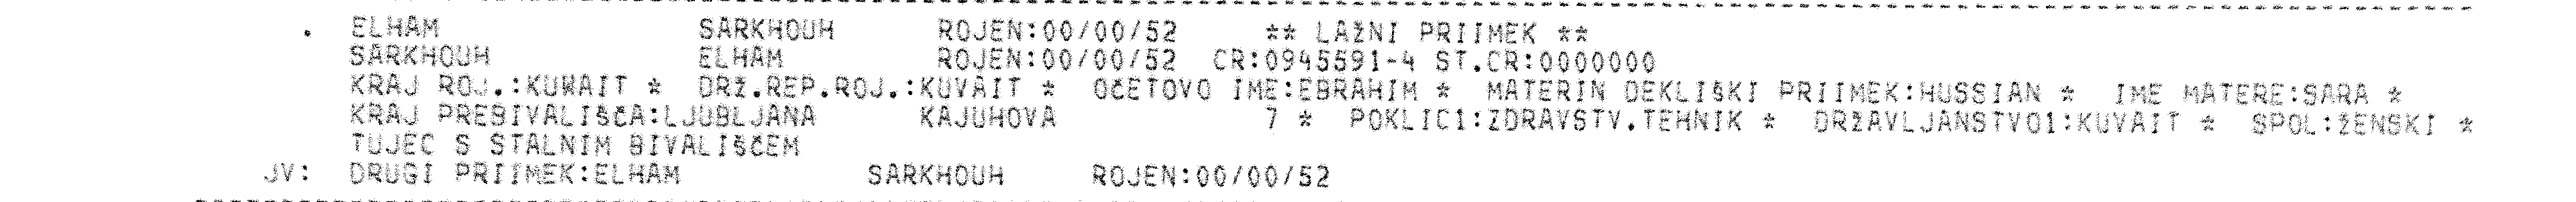 . ELHAM SARKHOUH ROJEN:00/00/52 ** LAŽNI PRIIMEK **
SARKHOUH ELHAM ROJEN:00/00/52 CR:0945591-4 ST.CR:0000000
KRAJ ROJ.:KUWAIT * DRŽ.REP.ROJ.:KUVAIT * OČETOVO IME:EBRAHIM * MATERIN DEKLIŠKI PRIIMEK:HUSSIAN * IME MATERE:SARA *
KRAJ PREBIVALIŠČA:LJUBLJANA KAJUHOVA 7 * POKLIC1:ZDRAVSTV.TEHNIK * DRŽAVLJANSTVO1:KUVAIT * SPOL:ŽENSKI *
TUJEC S STALNIM BIVALIŠČEM
JV: DRUGI PRIIMEK:ELHAM SARKHOUH ROJEN:00/00/52